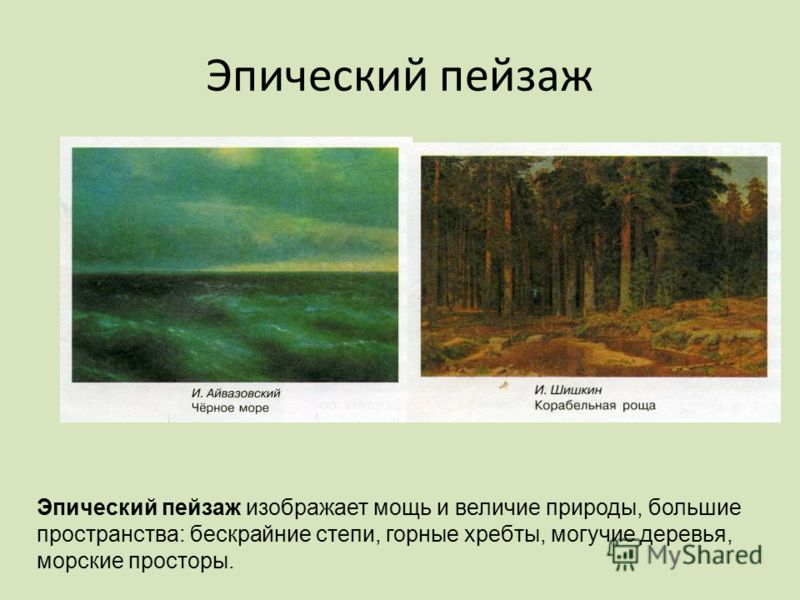 Эпический пейзаж
И. Айвазовский
Чёрное море
И. Шишкин
Корабельная роща
Эпический пейзаж изображает мощь и величие природы, большие
пространства: бескрайние степи, горные хребты, могучие деревья,
морские просторы.
MyShared